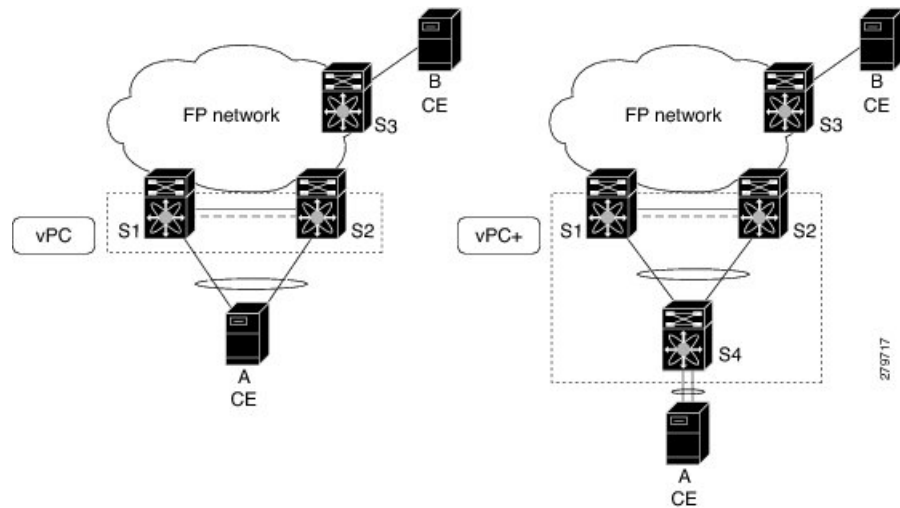 B
CE
FP network
S3
vPC
S1
S2
A
CE
B
CE
FP network
S3
vPC+
S1
S2
S4
A
CE
279717